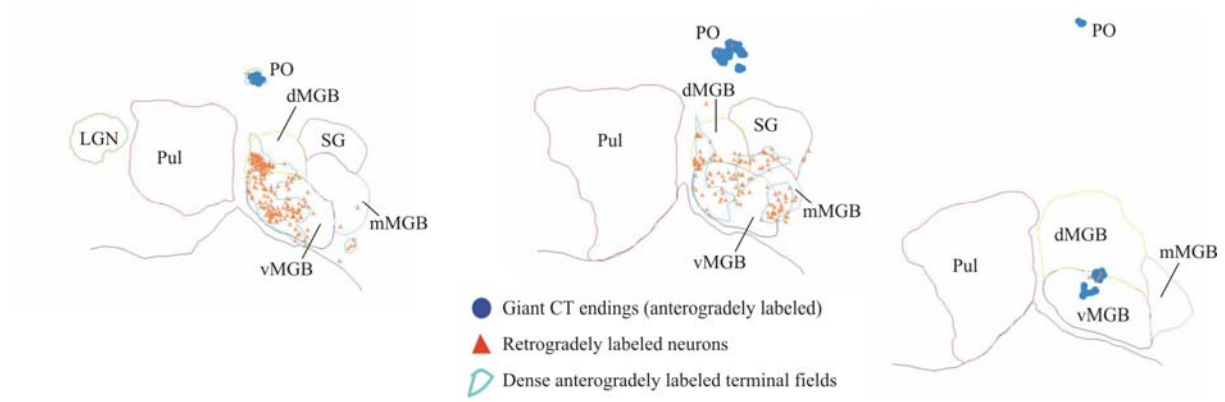 PO
dMGB
LGN
SG
Pul
mMGB
vMGB
PO
dMGB
SG
Pul
mMGB
vMGB
PO
dMGB
mMGB
Pul
vMGB
Giant CT endings (anterogradely labeled)
Retrogradely labeled neurons
Dense anterogradely labeled terminal fields